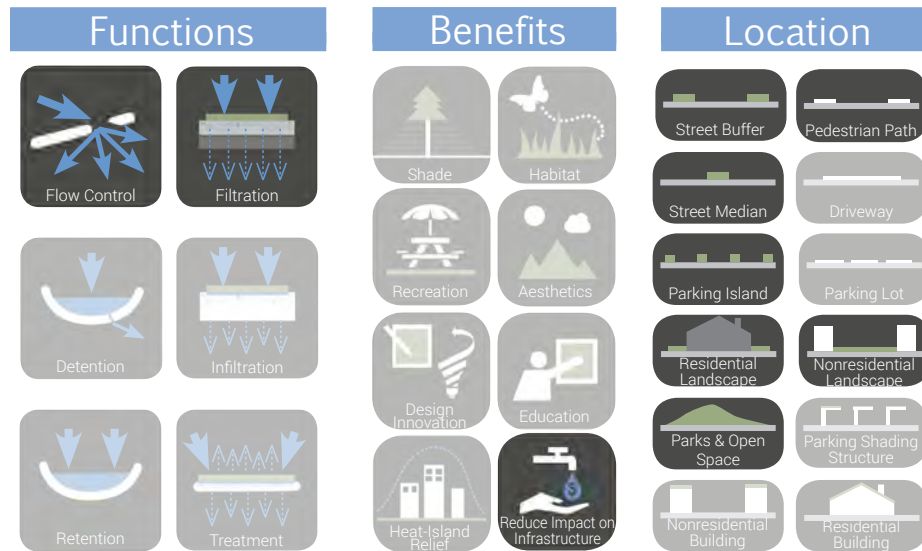 Functions
Benefits
Location
Flow Control
Filtration
Detention
Infiltration
Retention
Treatment
Shade
Habitat
Recreation
Aesthetics
Design
Innovation
Education
Heat-Island
Relief
$
Reduce Impact on
Infrastructure
Street Buffer
Pedestrian Path
Street Median
Driveway
Parking Island
Parking Lot
Residential
Landscape
Nonresidential
Landscape
Parks & Open
Space
Parking Shading
Structure
Nonresidential
Building
Residential
Building